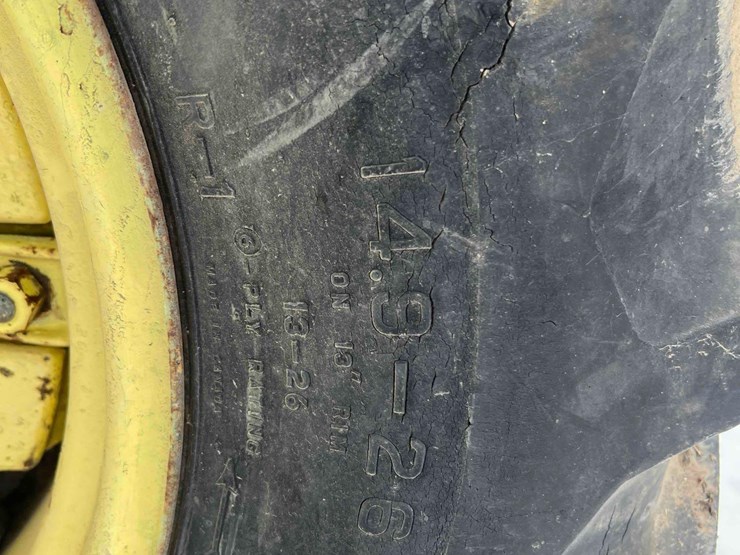 14.9-26
ON 13" RIM
13-26
6-PLY RATING
R-1